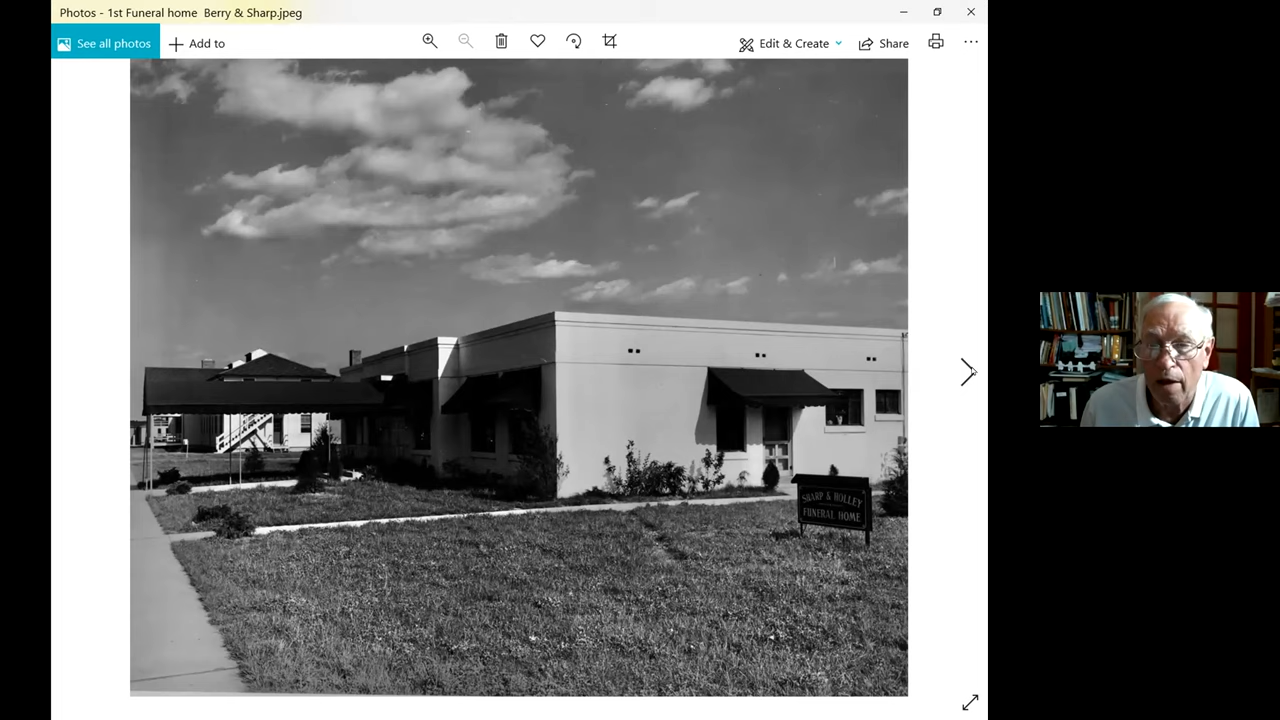 Photos - 1st Funeral home  Berry & Sharp.jpeg
See all photos
Add to
Edit & Create
Share
SHARP & HOLLEY
FUNERAL HOME